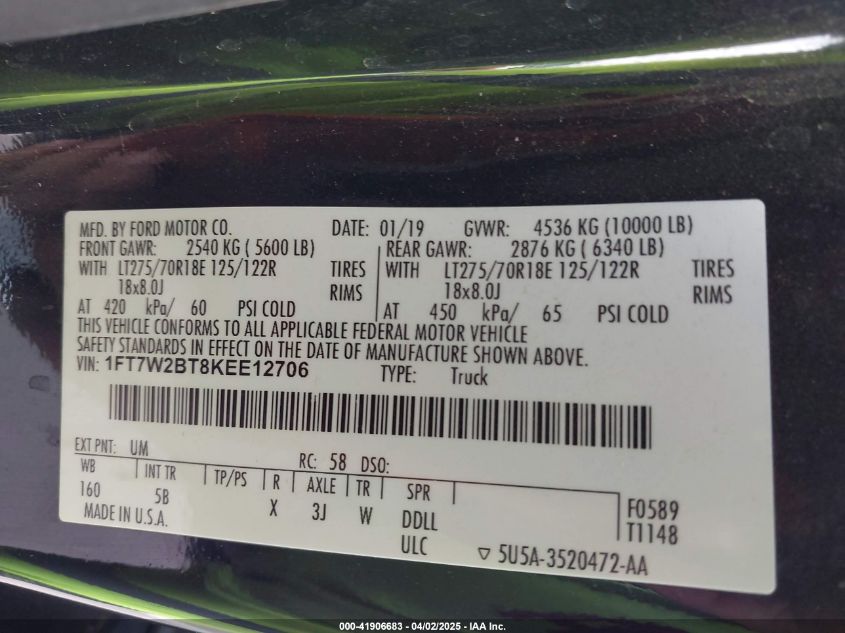 MFD. BY FORD MOTOR CO. DATE: 01/19 GVWR: 4536 KG (10000 LB)
FRONT GAWR: 2540 KG ( 5600 LB) REAR GAWR: 2876 KG ( 6340 LB)
WITH LT275/70R18E 125/122R TIRES WITH LT275/70R18E 125/122R TIRES
18x8.0J RIMS 18x8.0J RIMS
AT 420 kPa/ 60 PSI COLD AT 450 kPa/ 65 PSI COLD
THIS VEHICLE CONFORMS TO ALL APPLICABLE FEDERAL MOTOR VEHICLE
SAFETY STANDARDS IN EFFECT ON THE DATE OF MANUFACTURE SHOWN ABOVE.
VIN: 1FT7W2BT8KEE12706 TYPE: Truck
EXT PNT: UM RC: 58 DSO:
WB INT TR TP/PS R AXLE TR SPR
160 5B X 3J W DDLL F0589
MADE IN U.S.A. ULC T1148
5U5A-3520472-AA
000-41906683 - 04/02/2025 - IAA Inc.